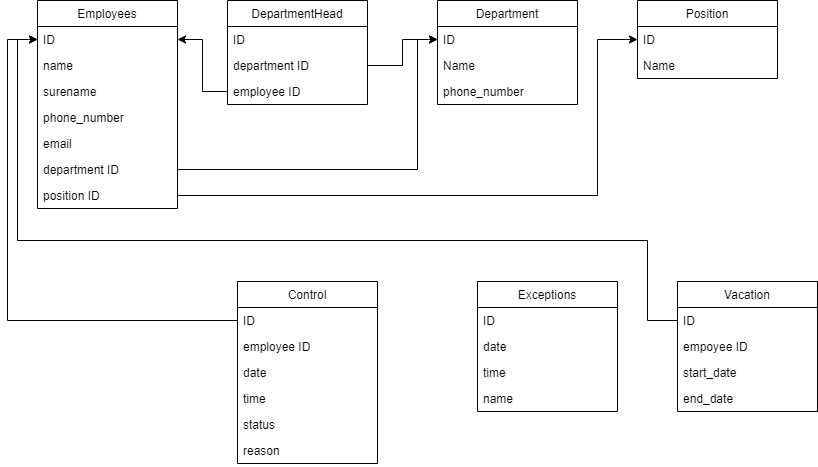 Employees
ID
name
surename
phone_number
email
department ID
position ID
DepartmentHead
ID
department ID
employee ID
Department
ID
Name
phone_number
Position
ID
Name
Control
ID
employee ID
date
time
status
reason
Exceptions
ID
date
time
name
Vacation
ID
empoyee ID
start_date
end_date